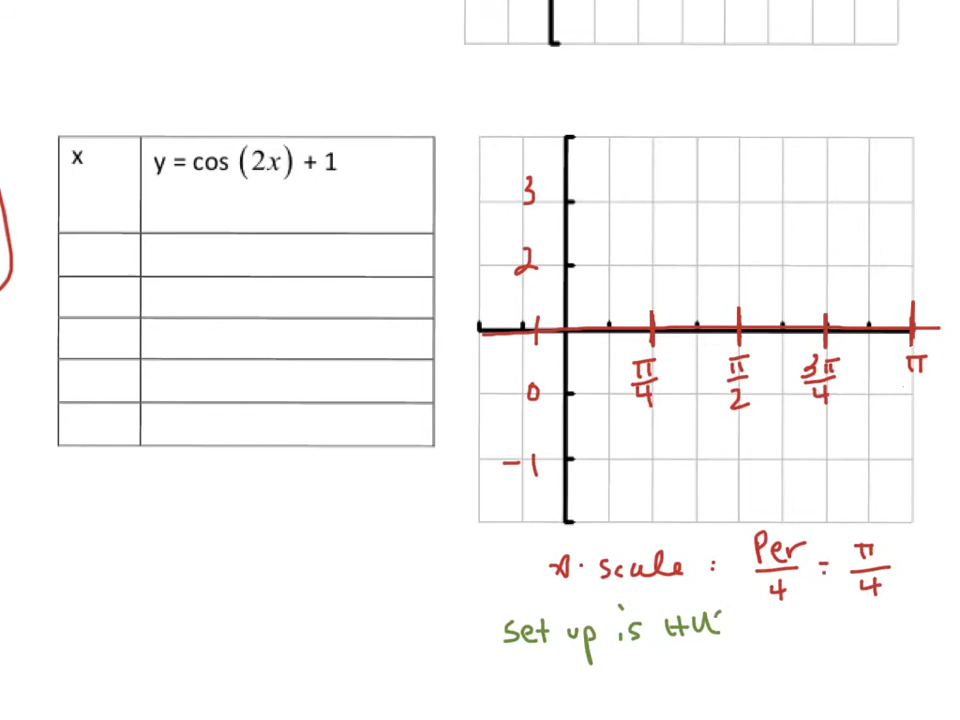 x y = cos (2x) + 1
3
2
1
π/4 π/2 3π/4 π
0
-1
x. scale : Per/4 = π/4
set up is